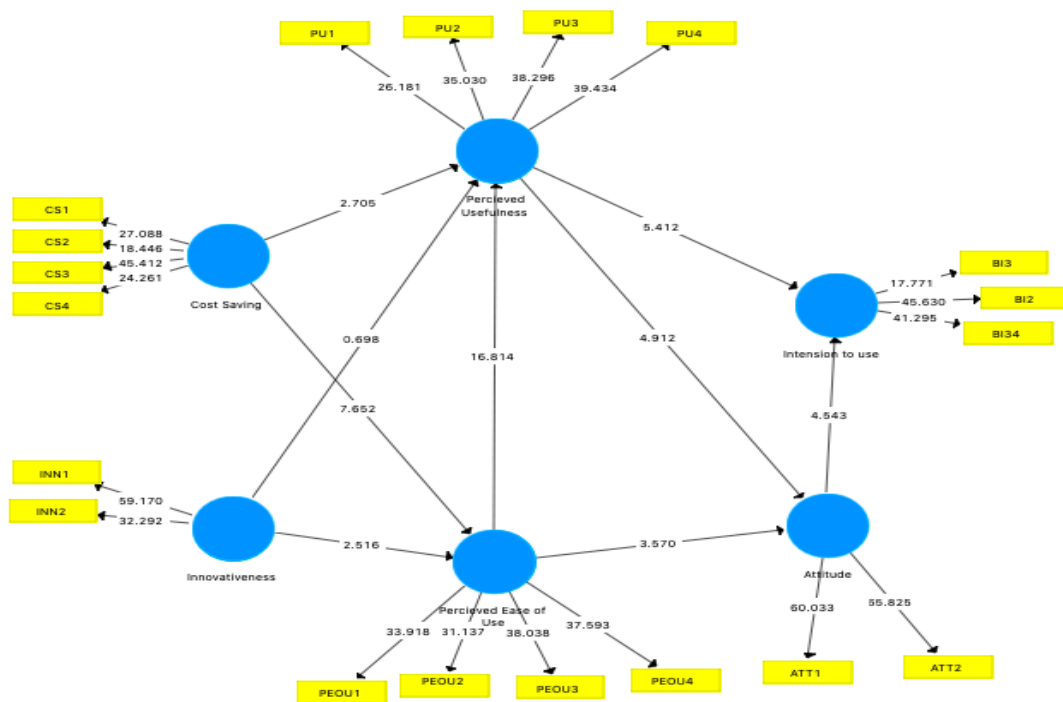 PU1
PU2
PU3
PU4
26.181
35.030
38.296
39.434
Percieved
Usefulness
CS1
CS2
CS3
CS4
27.088
18.446
45.412
24.261
Cost Saving
2.705
5.412
BI3
BI2
BI34
17.771
45.630
41.295
Intension to use
0.698
16.814
4.912
7.652
4.543
INN1
INN2
59.170
32.292
Innovativeness
2.516
3.570
Percieved Ease of
Use
Attitude
33.918
31.137
38.038
37.593
60.033
55.825
PEOU1
PEOU2
PEOU3
PEOU4
ATT1
ATT2